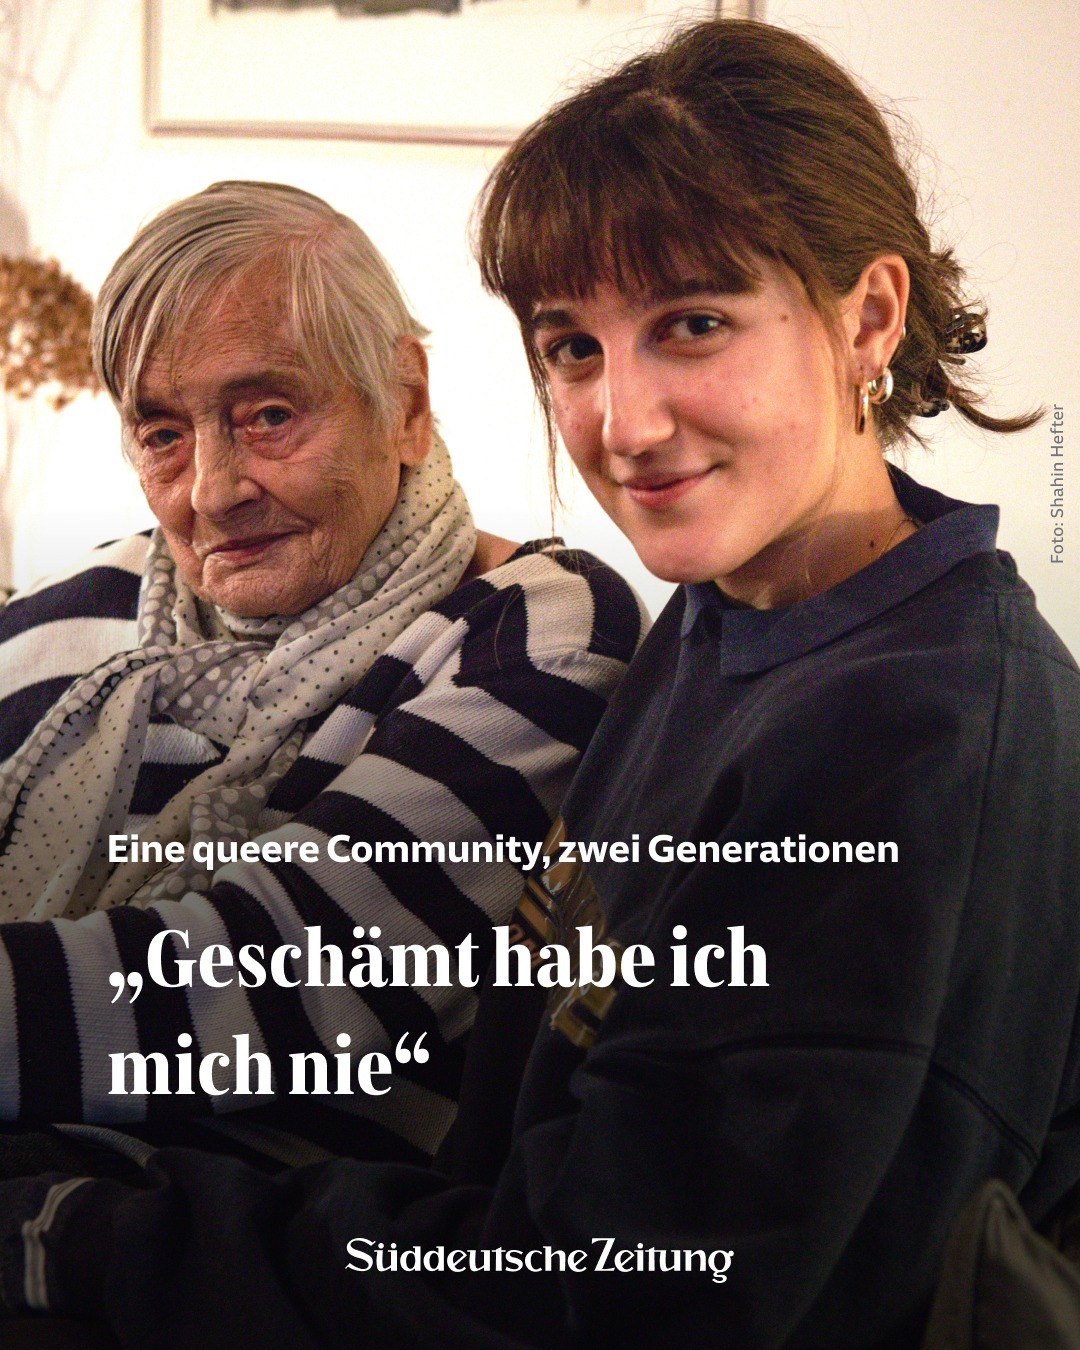 Foto: Shahin Hefter
Eine queere Community, zwei Generationen
„Geschämt habe ich
mich nie“
Süddeutsche Zeitung